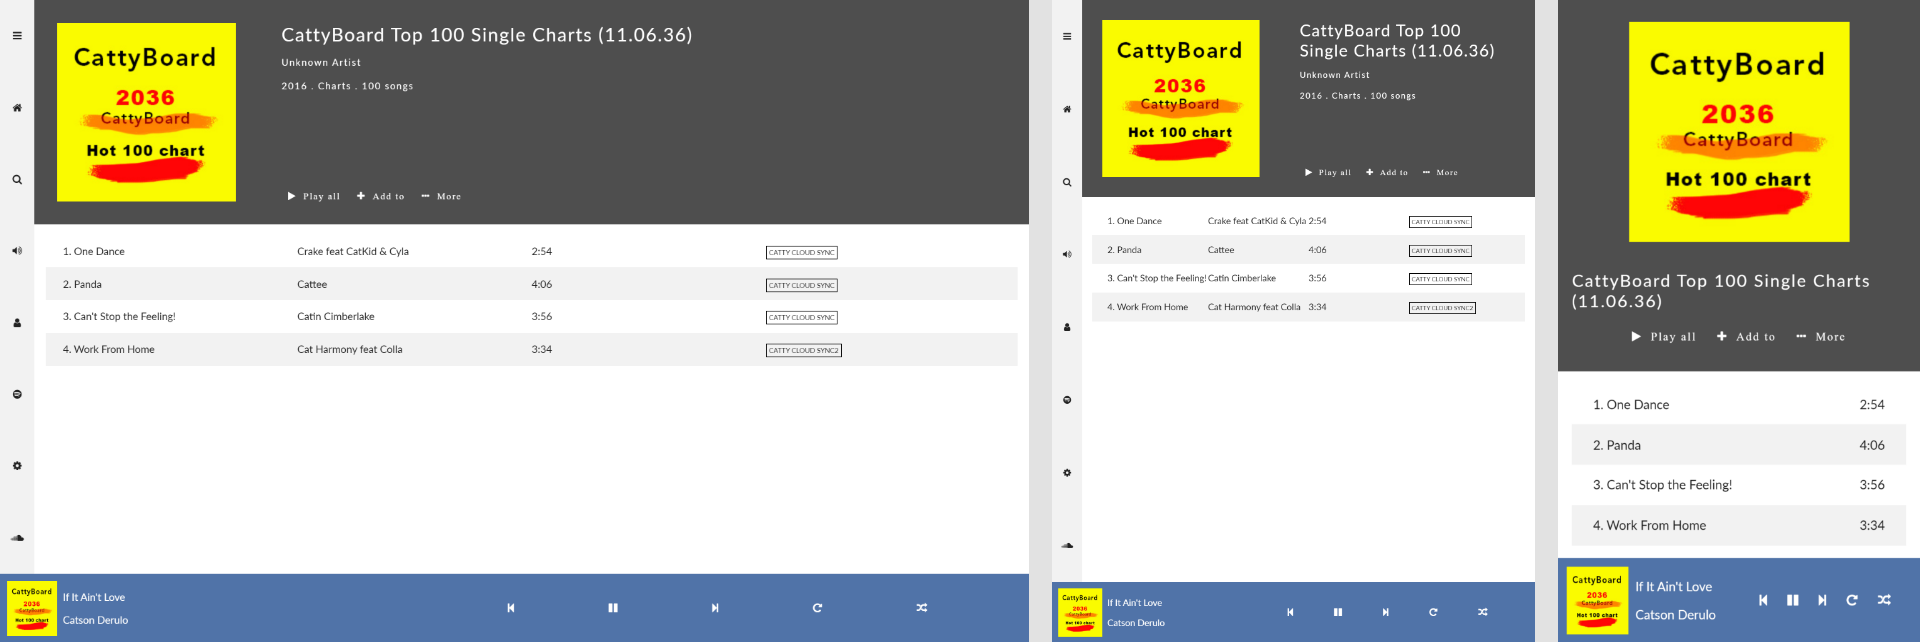 CattyBoard
2036
CattyBoard
Hot 100 chart
CattyBoard Top 100 Single Charts (11.06.36)
Unknown Artist
2016 . Charts . 100 songs
Play all Add to More
1. One Dance Crake feat CatKid & Cyla 2:54 CATTY CLOUD SYNC
2. Panda Cattee 4:06 CATTY CLOUD SYNC
3. Can't Stop the Feeling! Catin Cimberlake 3:56 CATTY CLOUD SYNC
4. Work From Home Cat Harmony feat Colla 3:34 CATTY CLOUD SYNC2
CattyBoard
2036
CattyBoard
Hot 100 chart
If It Ain't Love
Catson Derulo
CattyBoard
2036
CattyBoard
Hot 100 chart
CattyBoard Top 100
Single Charts (11.06.36)
Unknown Artist
2016 . Charts . 100 songs
Play all Add to More
1. One Dance Crake feat CatKid & Cyla 2:54 CATTY CLOUD SYNC
2. Panda Cattee 4:06 CATTY CLOUD SYNC
3. Can't Stop the Feeling! Catin Cimberlake 3:56 CATTY CLOUD SYNC
4. Work From Home Cat Harmony feat Colla 3:34 CATTY CLOUD SYNC2
CattyBoard
2036
CattyBoard
Hot 100 chart
If It Ain't Love
Catson Derulo
CattyBoard
2036
CattyBoard
Hot 100 chart
CattyBoard Top 100 Single Charts
(11.06.36)
Play all Add to More
1. One Dance 2:54
2. Panda 4:06
3. Can't Stop the Feeling! 3:56
4. Work From Home 3:34
CattyBoard
2036
CattyBoard
Hot 100 chart
If It Ain't Love
Catson Derulo